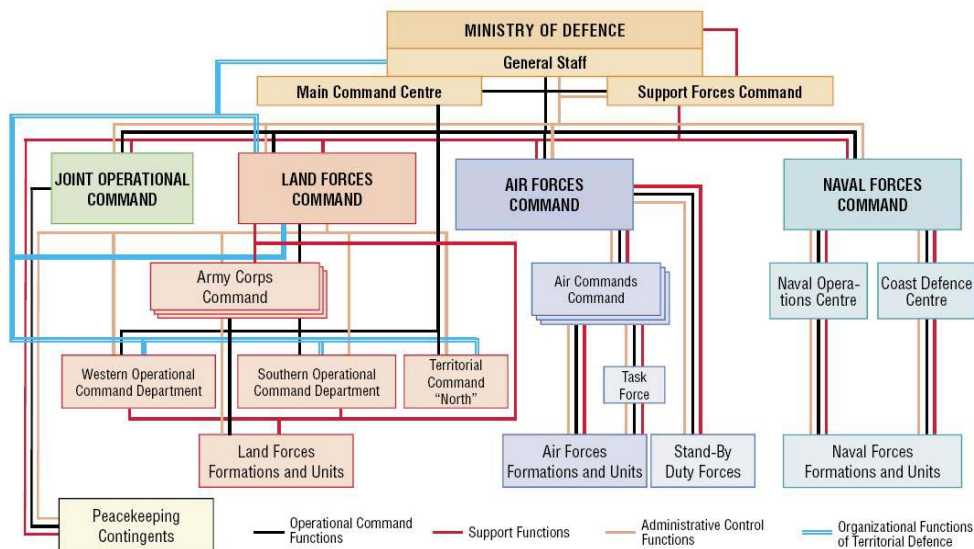 MINISTRY OF DEFENCE
General Staff
Main Command Centre
Support Forces Command
JOINT OPERATIONAL
COMMAND
LAND FORCES
COMMAND
AIR FORCES
COMMAND
NAVAL FORCES
COMMAND
Army Corps
Command
Air Commands
Command
Naval Opera-
tions Centre
Coast Defence
Centre
Western Operational
Command Department
Southern Operational
Command Department
Territorial
Command
"North"
Task
Force
Land Forces
Formations and Units
Air Forces
Formations and Units
Stand-By
Duty Forces
Naval Forces
Formations and Units
Peacekeeping
Contingents
Operational Command
Functions
Support Functions
Administrative Control
Functions
Organizational Functions
of Territorial Defence